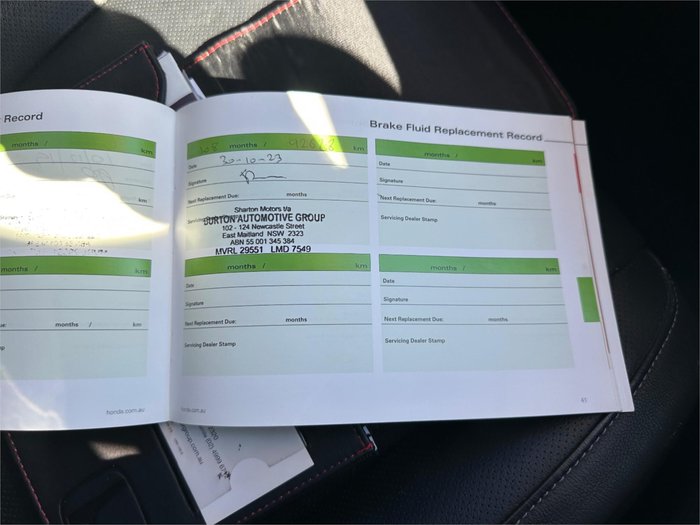 Record
months / km
km
months / km
honda.com.au
Brake Fluid Replacement Record
108 months / km
Date 30-10-23
Signature
Next Replacement Due: months
Sharton Motors t/a
BURTON AUTOMOTIVE GROUP
102 - 124 Newcastle Street
East Maitland NSW 2323
ABN 55 001 345 384
MVRL 29551 LMD 7549
months / km
Date
Signature
Next Replacement Due: months
Servicing Dealer Stamp
months / km
Date
Signature
Next Replacement Due: months
Servicing Dealer Stamp
months / km
Date
Signature
Next Replacement Due: months
Servicing Dealer Stamp
honda.com.au
41